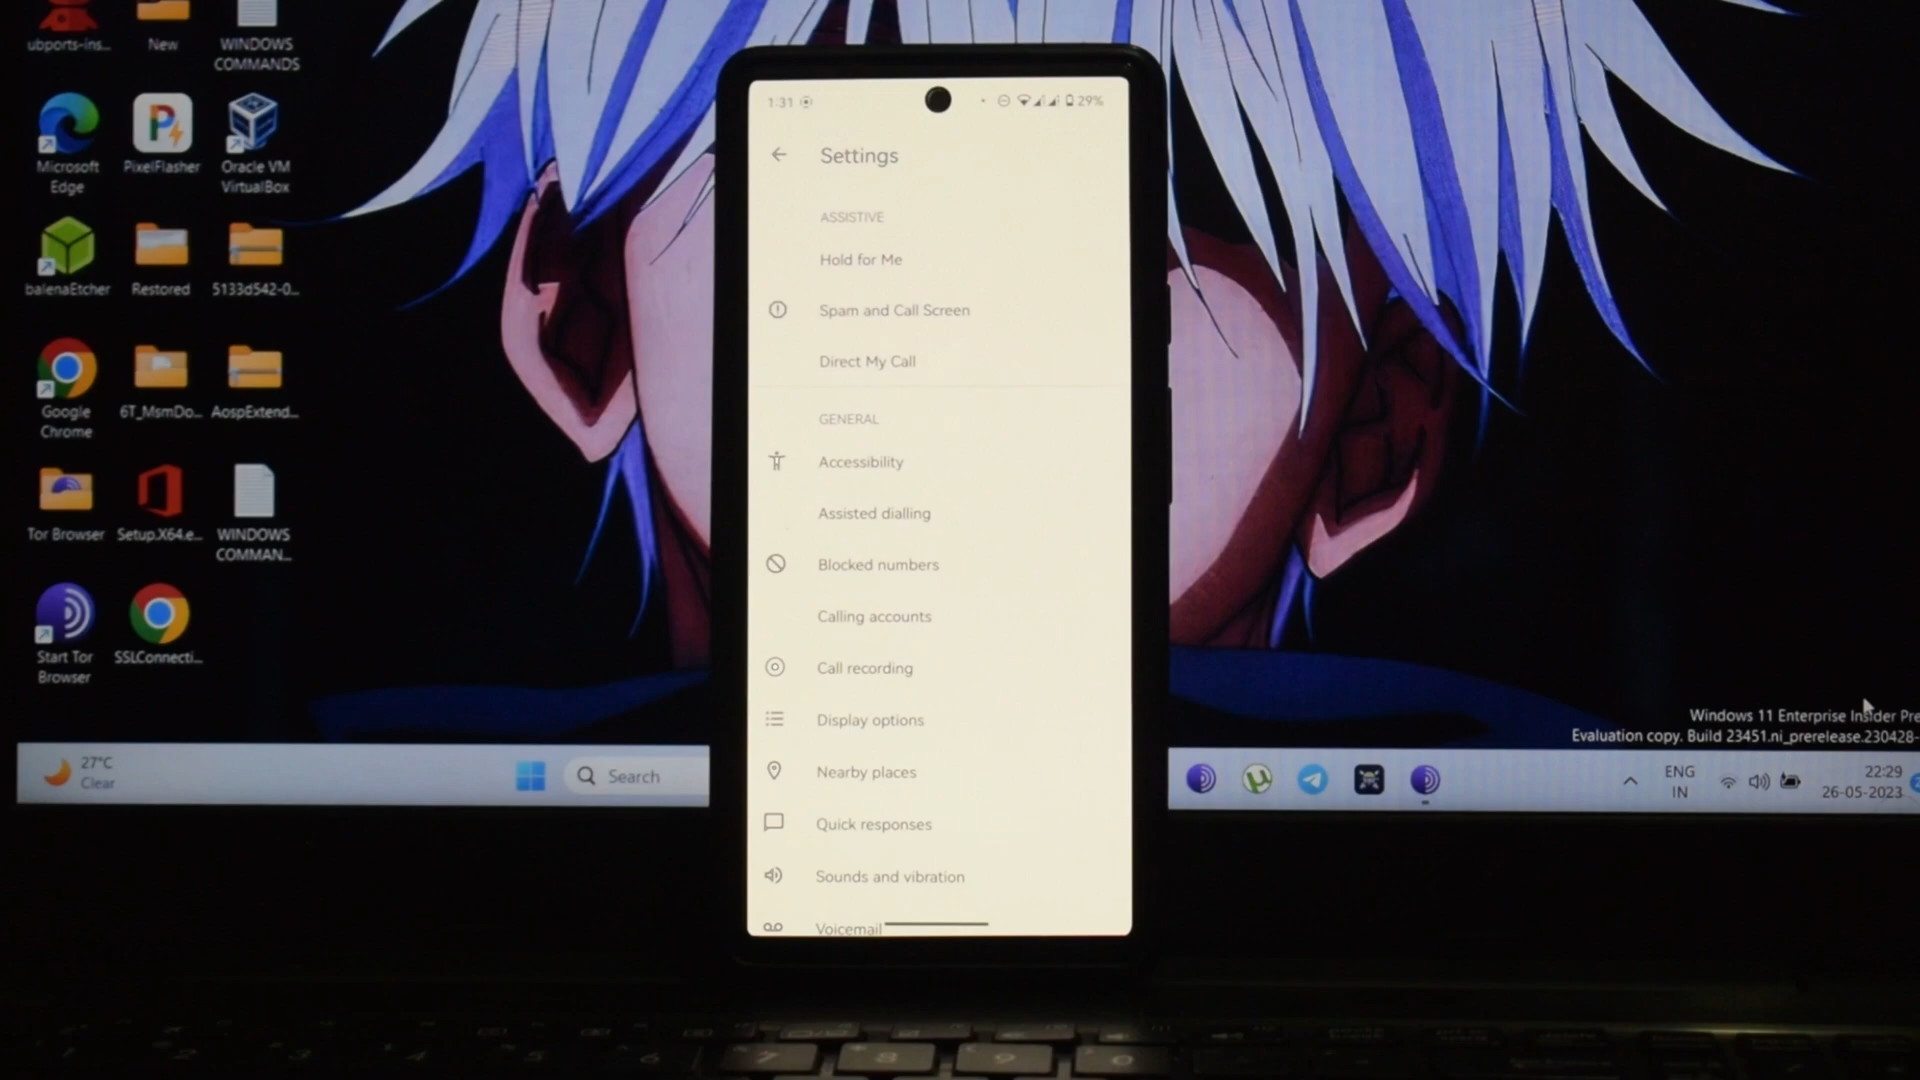 ubports-ins...
New
WINDOWS
COMMANDS
Microsoft
Edge
PixelFlasher
Oracle VM
VirtualBox
balenaEtcher
Restored
5133d542-0...
Google
Chrome
6T_MsmDo...
AospExtend...
Tor Browser
Setup.X64.e...
WINDOWS
COMMAN...
Start Tor
Browser
SSLConnecti...
1:31
29%
Settings
ASSISTIVE
Hold for Me
Spam and Call Screen
Direct My Call
GENERAL
Accessibility
Assisted dialling
Blocked numbers
Calling accounts
Call recording
Display options
Nearby places
Quick responses
Sounds and vibration
Voicemail
Windows 11 Enterprise Insider Pre
Evaluation copy. Build 23451.ni_prerelease.230428-
27°C
Clear
Search
ENG
IN
22:29
26-05-2023
7 8 9 0